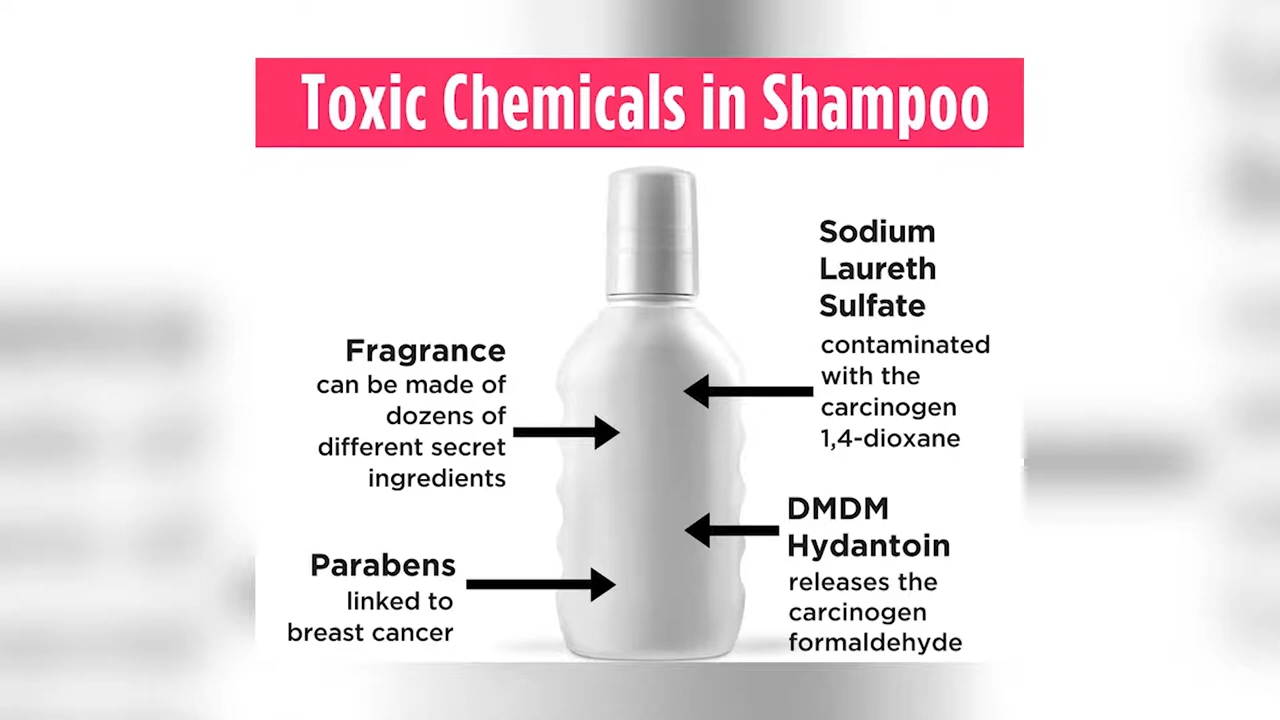 Toxic Chemicals in Shampoo
Fragrance
can be made of
dozens of
different secret
ingredients
Parabens
linked to
breast cancer
Sodium
Laureth
Sulfate
contaminated
with the
carcinogen
1,4-dioxane
DMDM
Hydantoin
releases the
carcinogen
formaldehyde